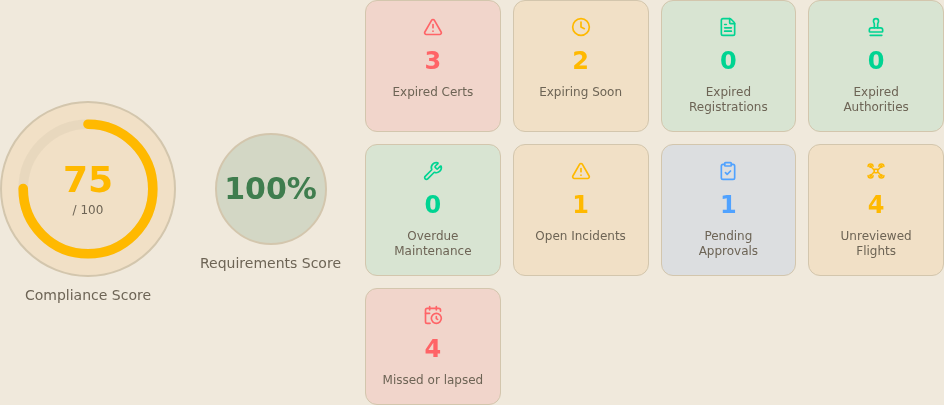 75
/ 100
Compliance Score
100%
Requirements Score
3
Expired Certs
2
Expiring Soon
0
Expired
Registrations
0
Expired
Authorities
0
Overdue
Maintenance
1
Open Incidents
1
Pending
Approvals
4
Unreviewed
Flights
4
Missed or lapsed